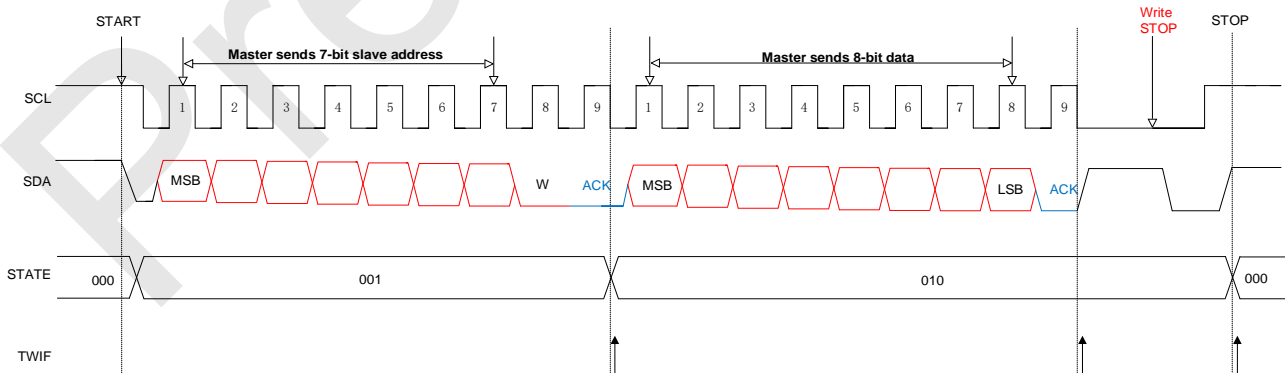 START
Write
STOP
STOP
Master sends 7-bit slave address
Master sends 8-bit data
SCL
1 2 3 4 5 6 7 8 9 1 2 3 4 5 6 7 8 9
SDA
MSB W ACK MSB LSB ACK
STATE
000 001 010 000
TWIF